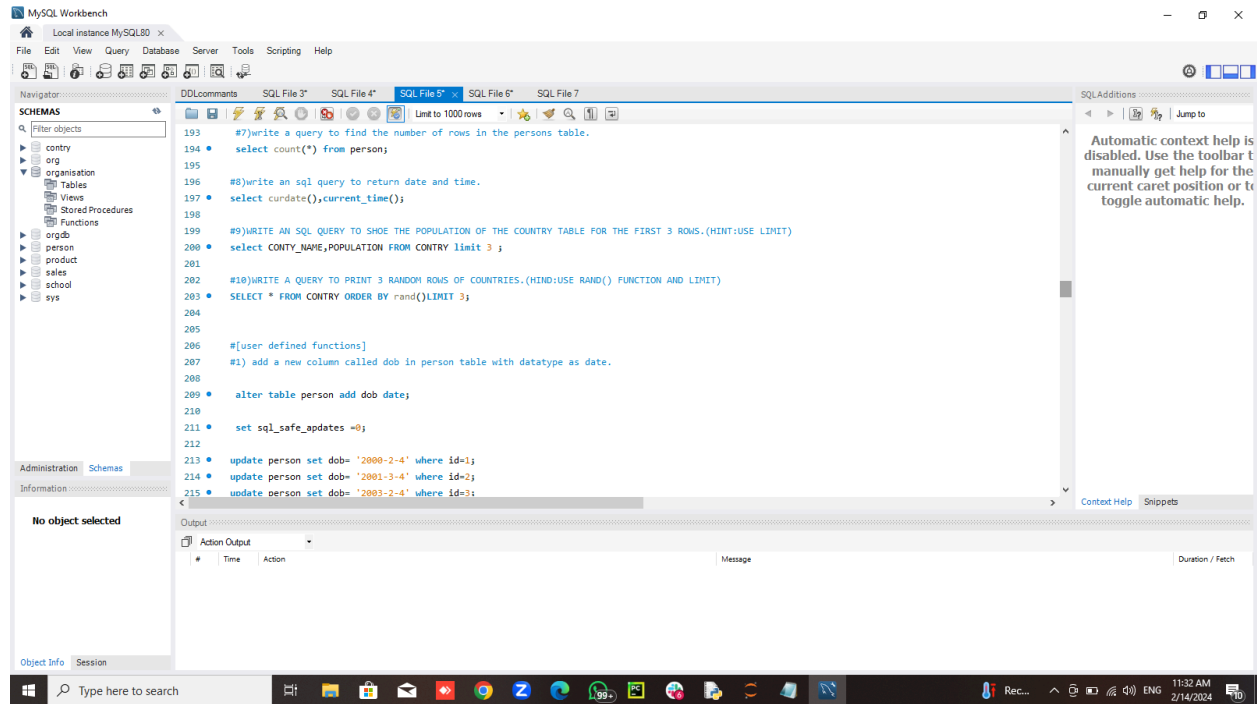 MySQL Workbench
Local instance MySQL80
File Edit View Query Database Server Tools Scripting Help
Navigator
SCHEMAS
Filter objects
contry
org
organisation
Tables
Views
Stored Procedures
Functions
orgdb
person
product
sales
school
sys
Administration Schemas
Information
No object selected
Object Info Session
DDLcommants SQL File 3* SQL File 4* SQL File 5* SQL File 6* SQL File 7
Limit to 1000 rows
193 #7)write a query to find the number of rows in the persons table.
194 select count(*) from person;
195
196 #8)write an sql query to return date and time.
197 select curdate(),current_time();
198
199 #9)WRITE AN SQL QUERY TO SHOE THE POPULATION OF THE COUNTRY TABLE FOR THE FIRST 3 ROWS.(HINT:USE LIMIT)
200 select CONTY_NAME,POPULATION FROM CONTRY limit 3 ;
201
202 #10)WRITE A QUERY TO PRINT 3 RANDOM ROWS OF COUNTRIES.(HIND:USE RAND() FUNCTION AND LIMIT)
203 SELECT * FROM CONTRY ORDER BY rand()LIMIT 3;
204
205
206 #[user defined functions]
207 #1) add a new column called dob in person table with datatype as date.
208
209 alter table person add dob date;
210
211 set sql_safe_apdates =0;
212
213 update person set dob= '2000-2-4' where id=1;
214 update person set dob= '2001-3-4' where id=2;
215 update person set dob= '2003-2-4' where id=3;
Output
Action Output
# Time Action Message Duration / Fetch
SQLAdditions
Jump to
Automatic context help is
disabled. Use the toolbar t
manually get help for the
current caret position or to
toggle automatic help.
Context Help Snippets
Type here to search
99+
Rec... ENG 11:32 AM
2/14/2024
10